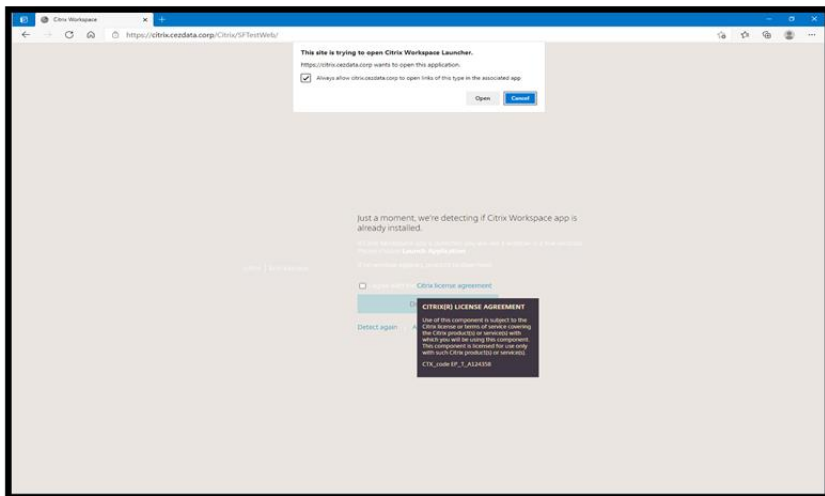 Citrix Workspace
https://citrix.cezdata.corp/Citrix/SFTestWeb/
This site is trying to open Citrix Workspace Launcher.
https://citrix.cezdata.corp wants to open this application.
Always allow citrix.cezdata.corp to open links of this type in the associated app
Open Cancel
Just a moment, we're detecting if Citrix Workspace app is
already installed.
Launch Application
Citrix license agreement
CITRIX(R) LICENSE AGREEMENT
Use of this component is subject to the
Citrix license or terms of service covering
the Citrix product(s) or service(s) with
which you will be using this component.
This component is licensed for use only
with such Citrix product(s) or service(s).
Detect again
CTX_code EP_T_A124358